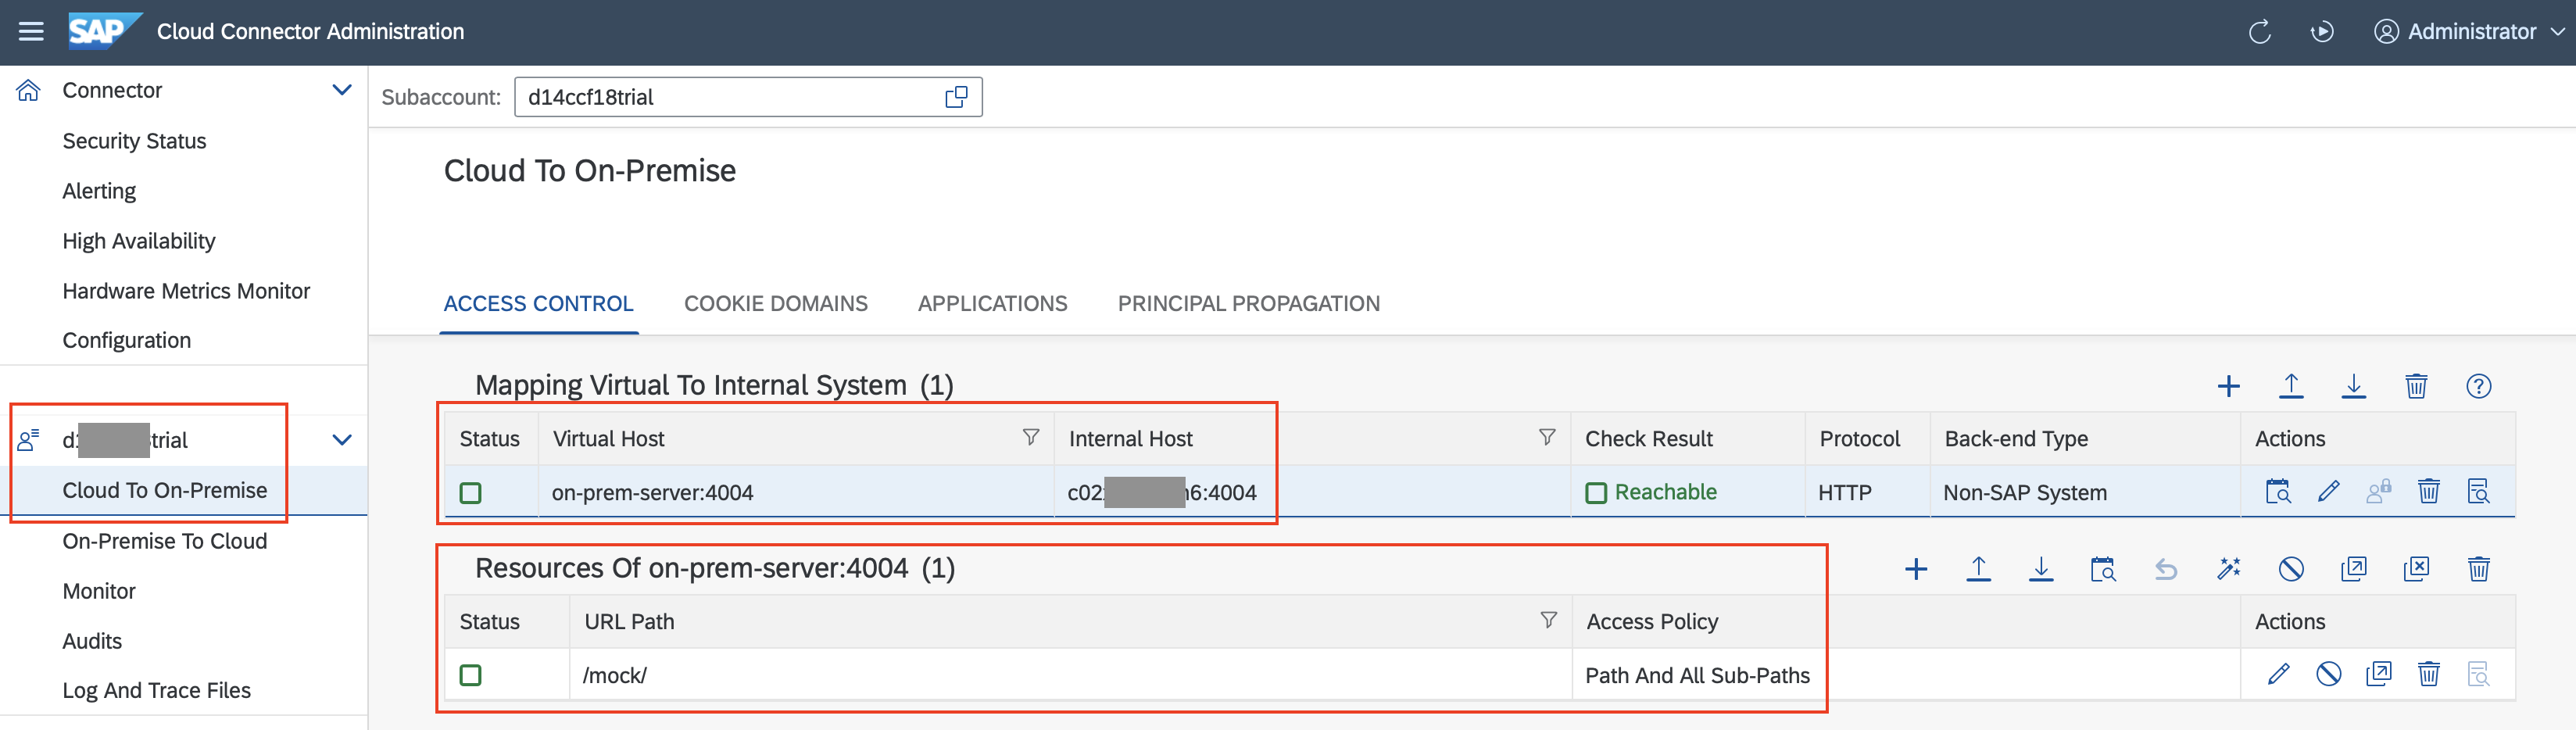 SAP Cloud Connector Administration Administrator
Connector
Security Status
Alerting
High Availability
Hardware Metrics Monitor
Configuration
trial
Cloud To On-Premise
On-Premise To Cloud
Monitor
Audits
Log And Trace Files
Subaccount: d14ccf18trial
Cloud To On-Premise
ACCESS CONTROL COOKIE DOMAINS APPLICATIONS PRINCIPAL PROPAGATION
Mapping Virtual To Internal System (1)
Status Virtual Host Internal Host Check Result Protocol Back-end Type Actions
on-prem-server:4004 c02 6:4004 Reachable HTTP Non-SAP System
Resources Of on-prem-server:4004 (1)
Status URL Path Access Policy Actions
/mock/ Path And All Sub-Paths